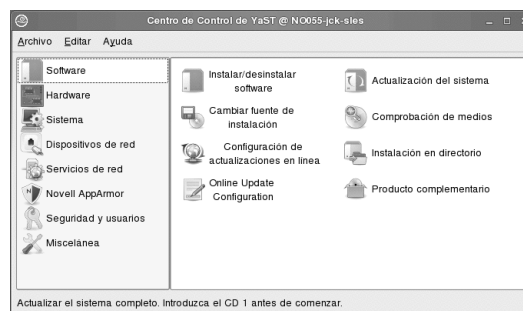 Centro de Control de YaST @ NO055-jck-sles
Archivo Editar Ayuda
Software
Hardware
Sistema
Dispositivos de red
Servicios de red
Novell AppArmor
Seguridad y usuarios
Miscelánea
Instalar/desinstalar
software
Actualización del sistema
Cambiar fuente de
instalación
Comprobación de medios
Configuración de
actualizaciones en línea
Instalación en directorio
Online Update
Configuration
Producto complementario
Actualizar el sistema completo. Introduzca el CD 1 antes de comenzar.